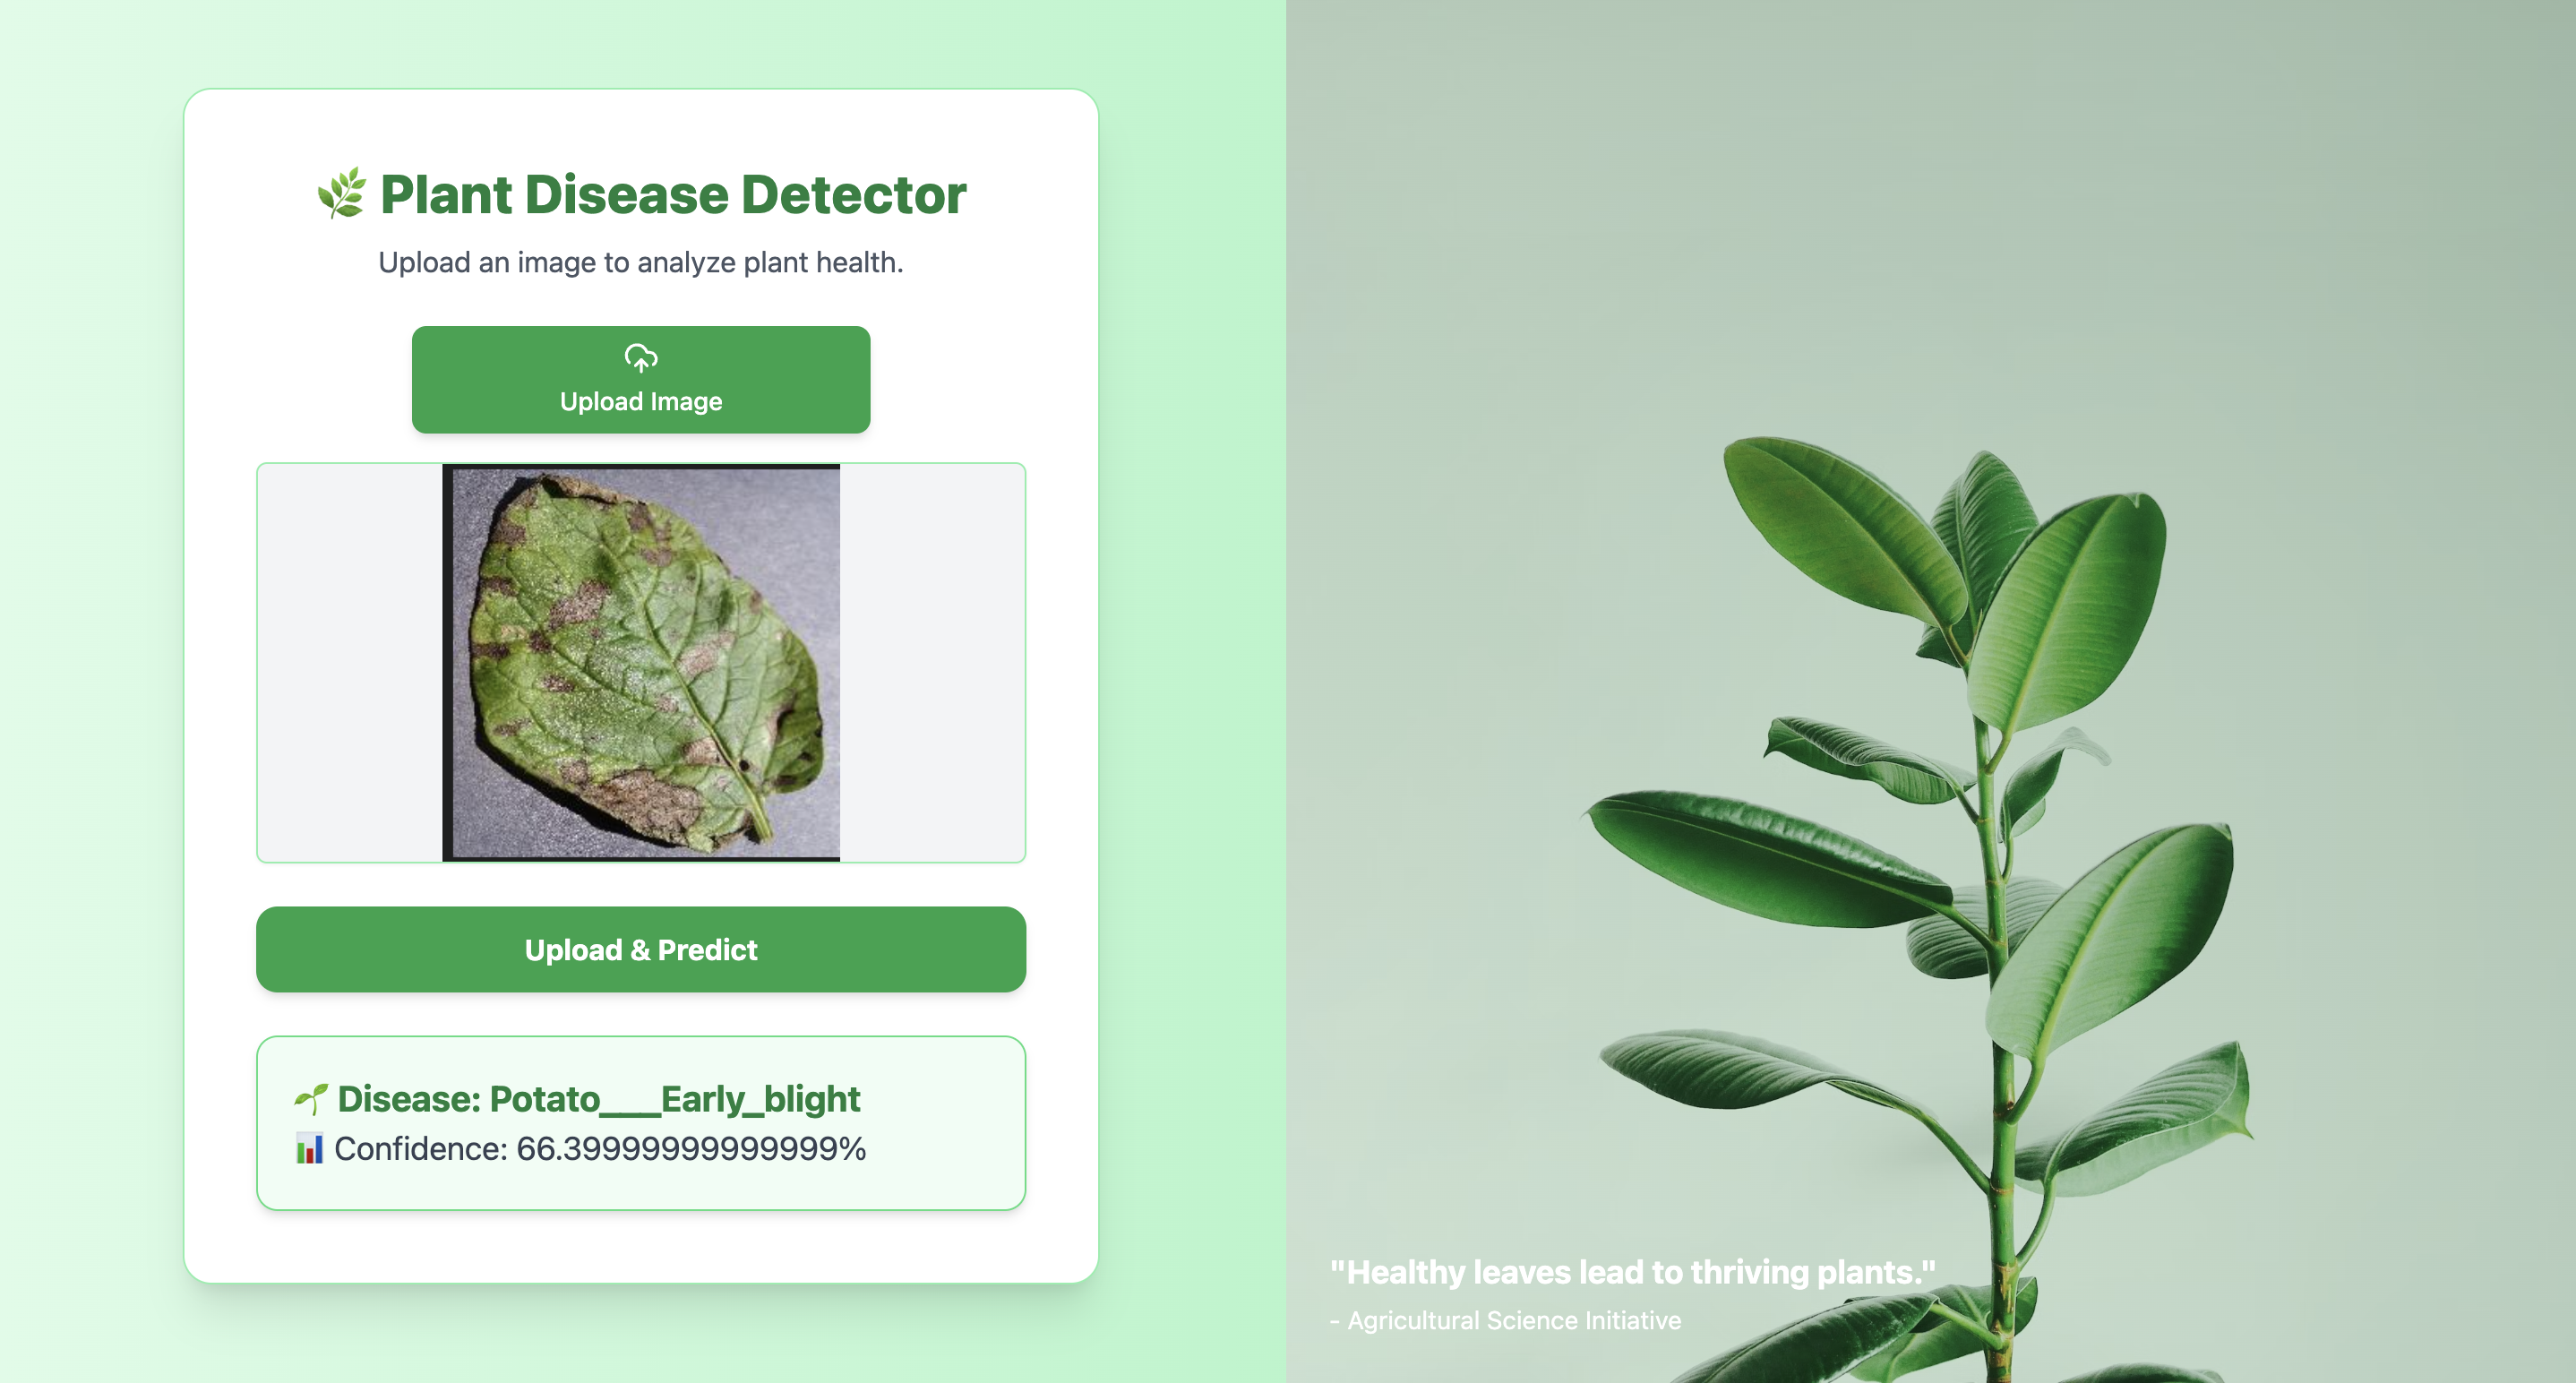 Plant Disease Detector
Upload an image to analyze plant health.
Upload Image
Upload & Predict
Disease: Potato___Early_blight
Confidence: 66.39999999999999%
"Healthy leaves lead to thriving plants."
- Agricultural Science Initiative